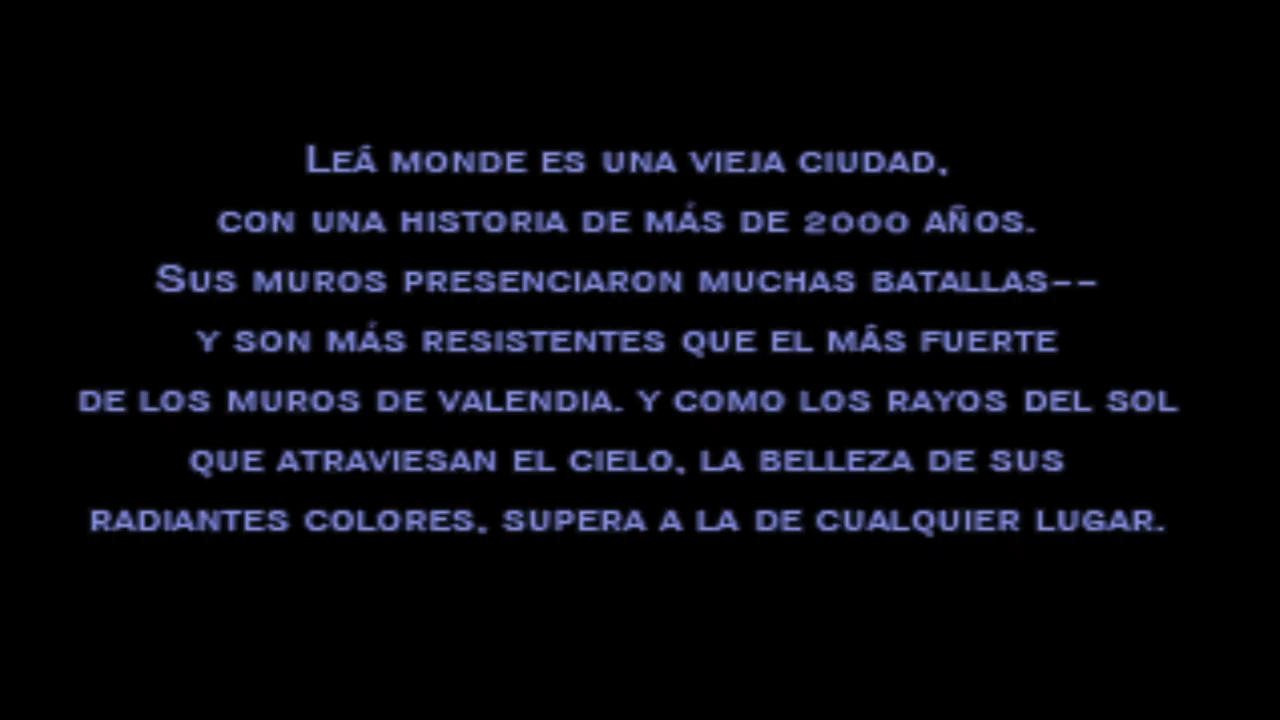 Leá monde es una vieja ciudad,
con una historia de más de 2000 años.
Sus muros presenciaron muchas batallas--
y son más resistentes que el mâs fuerte
de los muros de valendia. Y como los rayos del sol
que atraviesan el cielo, la belleza de sus
radiantes colores, supera a la de cualquier lugar.